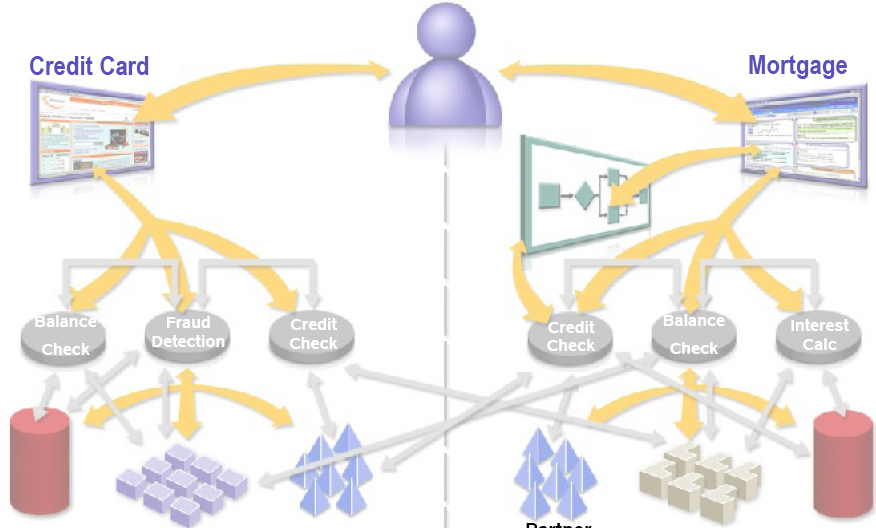 Credit Card
Mortgage
Balance
Check
Fraud
Detection
Credit
Check
Credit
Check
Balance
Check
Interest
Calc
Partner